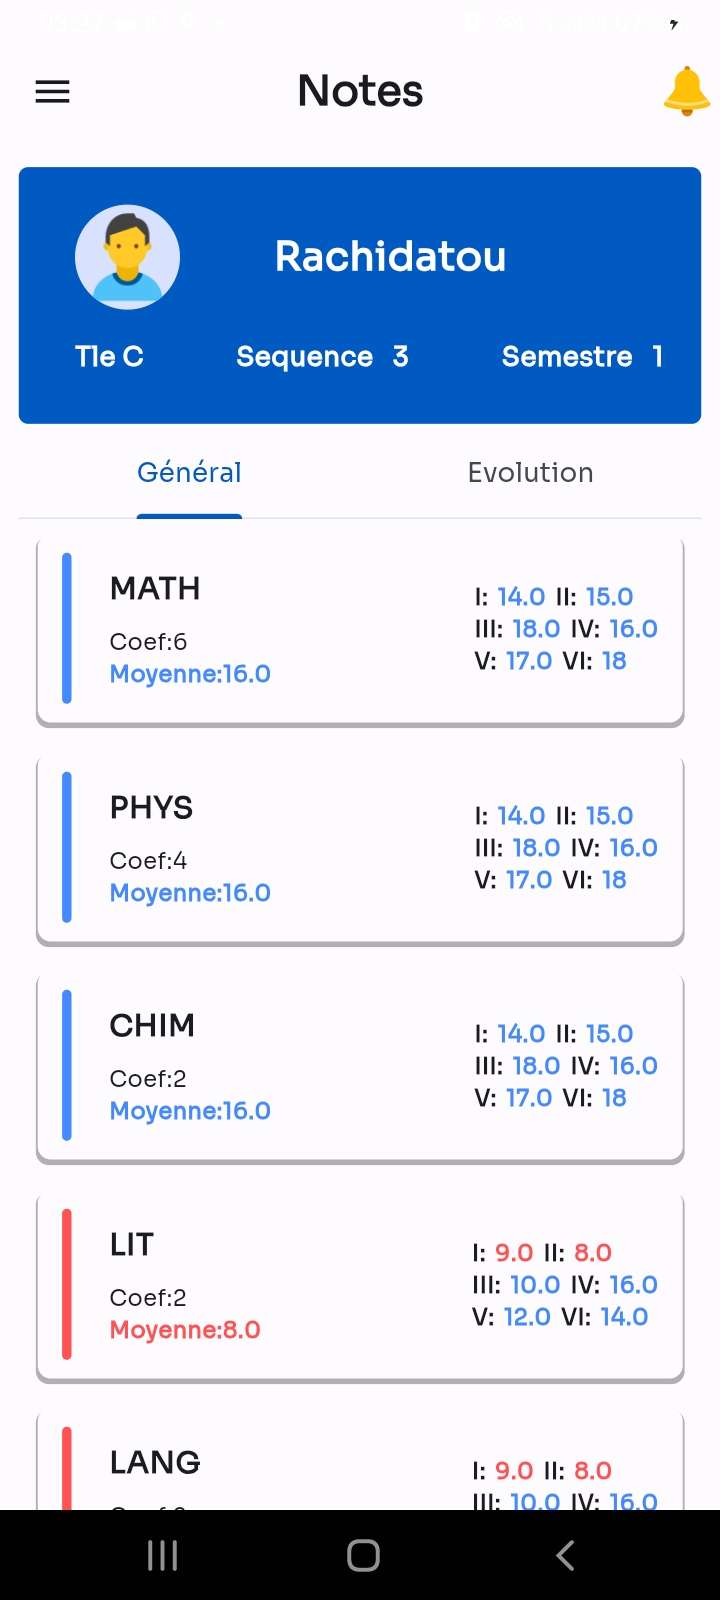 03:27
Notes
Rachidatou
Tle C Sequence 3 Semestre 1
Général Evolution
MATH
Coef:6
Moyenne:16.0
I: 14.0 II: 15.0
III: 18.0 IV: 16.0
V: 17.0 VI: 18
PHYS
Coef:4
Moyenne:16.0
I: 14.0 II: 15.0
III: 18.0 IV: 16.0
V: 17.0 VI: 18
CHIM
Coef:2
Moyenne:16.0
I: 14.0 II: 15.0
III: 18.0 IV: 16.0
V: 17.0 VI: 18
LIT
Coef:2
Moyenne:8.0
I: 9.0 II: 8.0
III: 10.0 IV: 16.0
V: 12.0 VI: 14.0
LANG
I: 9.0 II: 8.0
III: 10.0 IV: 16.0